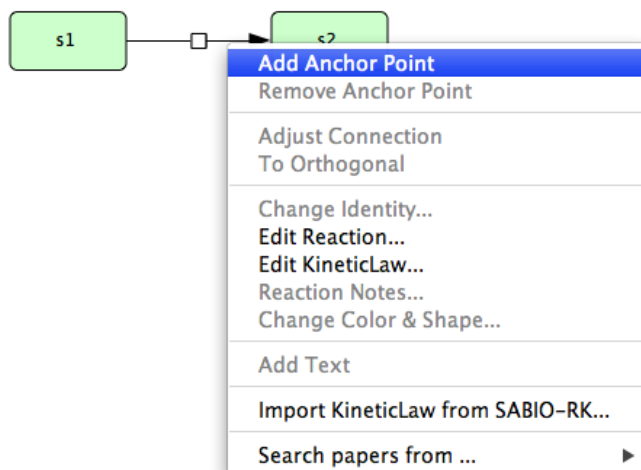 s1
s2
Add Anchor Point
Remove Anchor Point
Adjust Connection
To Orthogonal
Change Identity...
Edit Reaction...
Edit KineticLaw...
Reaction Notes...
Change Color & Shape...
Add Text
Import KineticLaw from SABIO-RK...
Search papers from ...